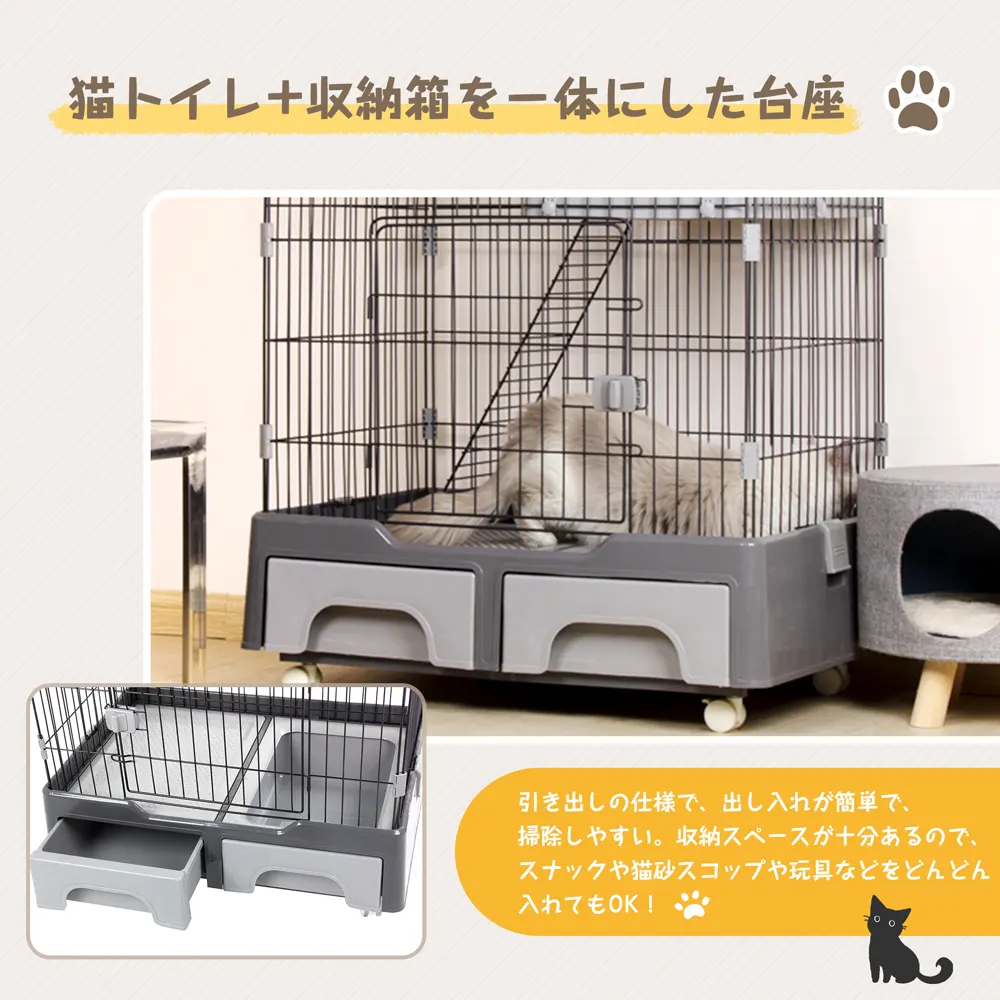 猫トイレ+収納箱を一体にした台座
引き出しの仕様で、出し入れが簡単で、
掃除しやすい。収納スペースが十分あるので、
スナックや猫砂スコップや玩具などをどんどん
入れてもOK！